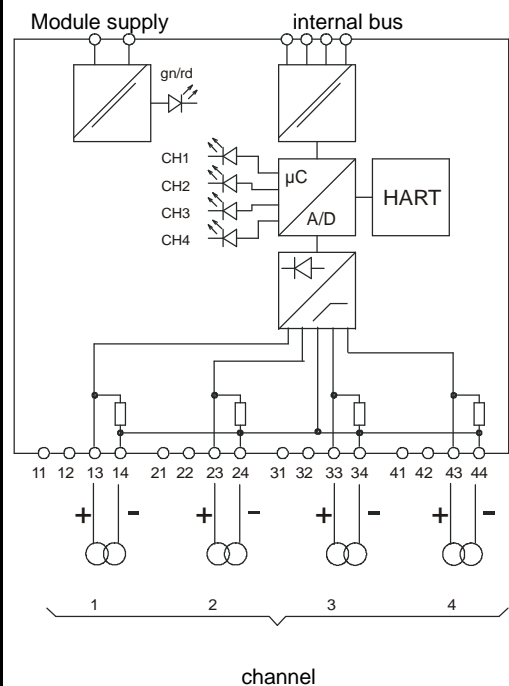 Module supply internal bus
gn/rd
CH1
CH2
CH3
CH4
µC
A/D
HART
11 12 13 14 21 22 23 24 31 32 33 34 41 42 43 44
+ - + - + - + -
1 2 3 4
channel